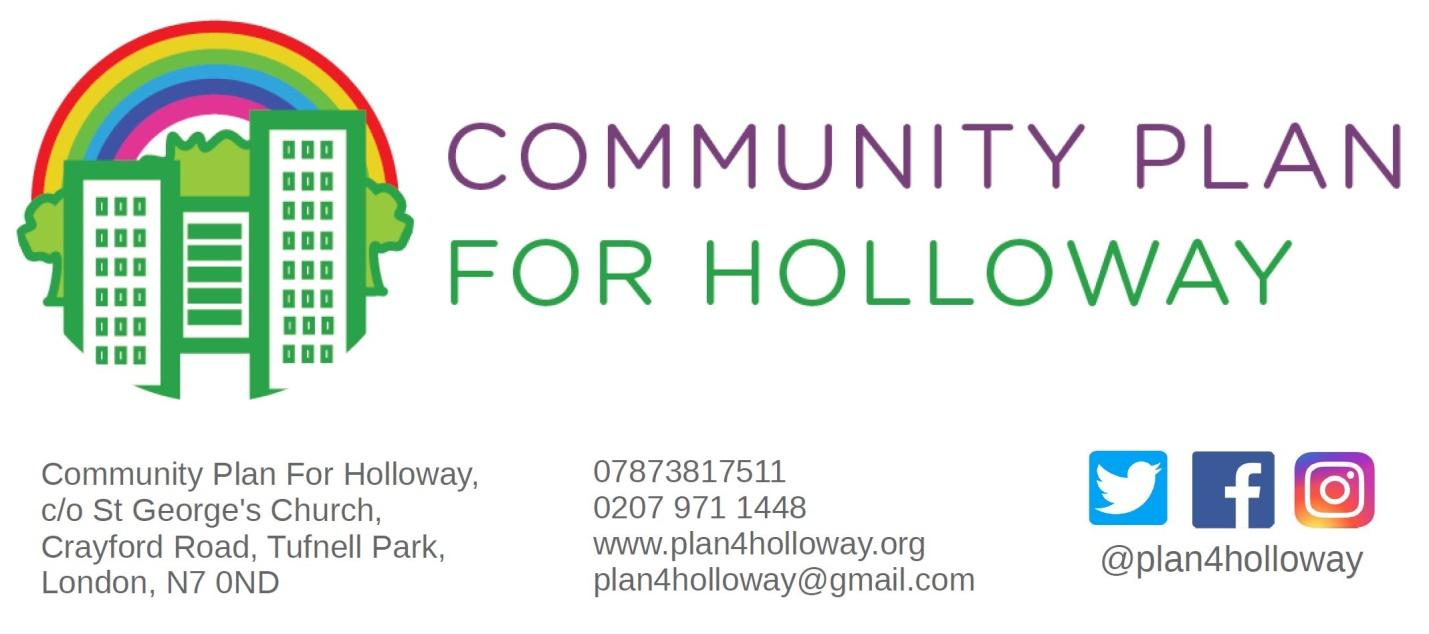 COMMUNITY PLAN
FOR HOLLOWAY
Community Plan For Holloway,
c/o St George's Church,
Crayford Road, Tufnell Park,
London, N7 0ND
07873817511
0207 971 1448
www.plan4holloway.org
plan4holloway@gmail.com
@plan4holloway